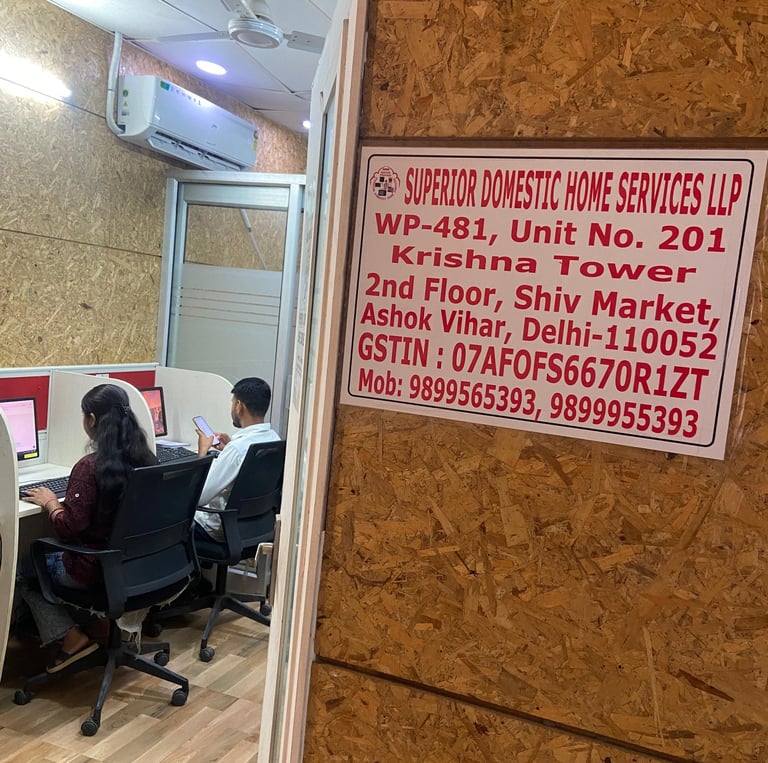 SUPERIOR DOMESTIC HOME SERVICES LLP
WP-481, Unit No. 201
Krishna Tower
2nd Floor, Shiv Market,
Ashok Vihar, Delhi-110052
GSTIN : 07AFOFS6670R1ZT
Mob: 9899565393, 9899955393